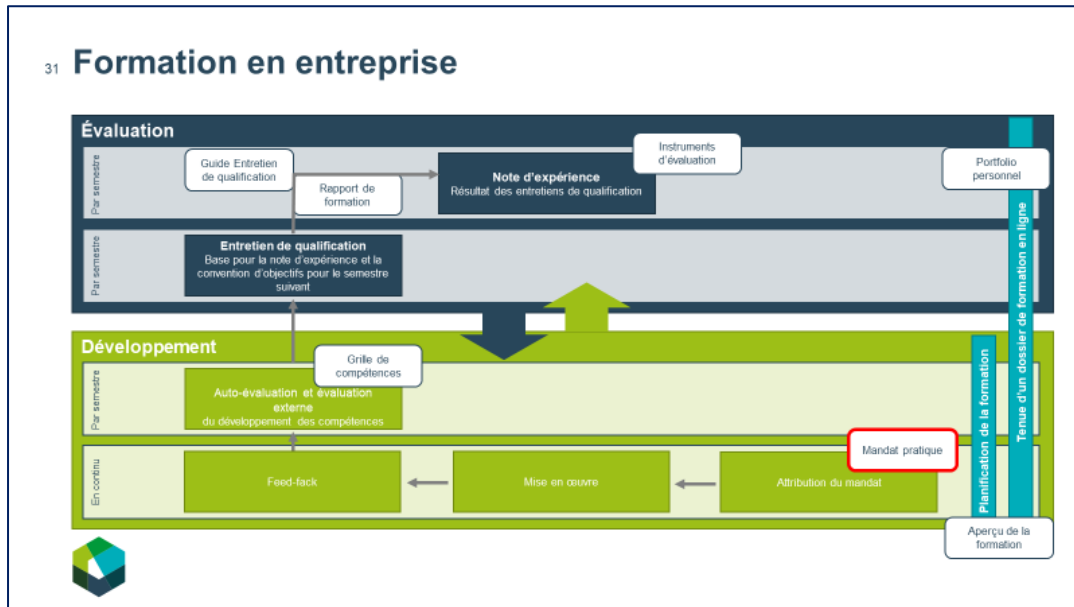 31 Formation en entreprise
Évaluation
Par semestre
Guide Entretien
de qualification
Rapport de
formation
Note d'expérience
Résultat des entretiens de qualification
Instruments
d'évaluation
Portfolio
personnel
Par semestre
Entretien de qualification
Base pour la note d'expérience et la
convention d'objectifs pour le semestre
suivant
Développement
Par semestre
Grille de
compétences
Auto-évaluation et évaluation
externe
du développement des compétences
En continu
Feed-fack
Mise en œuvre
Attribution du mandat
Mandat pratique
Planification de la formation
Tenue d'un dossier de formation en ligne
Aperçu de la
formation